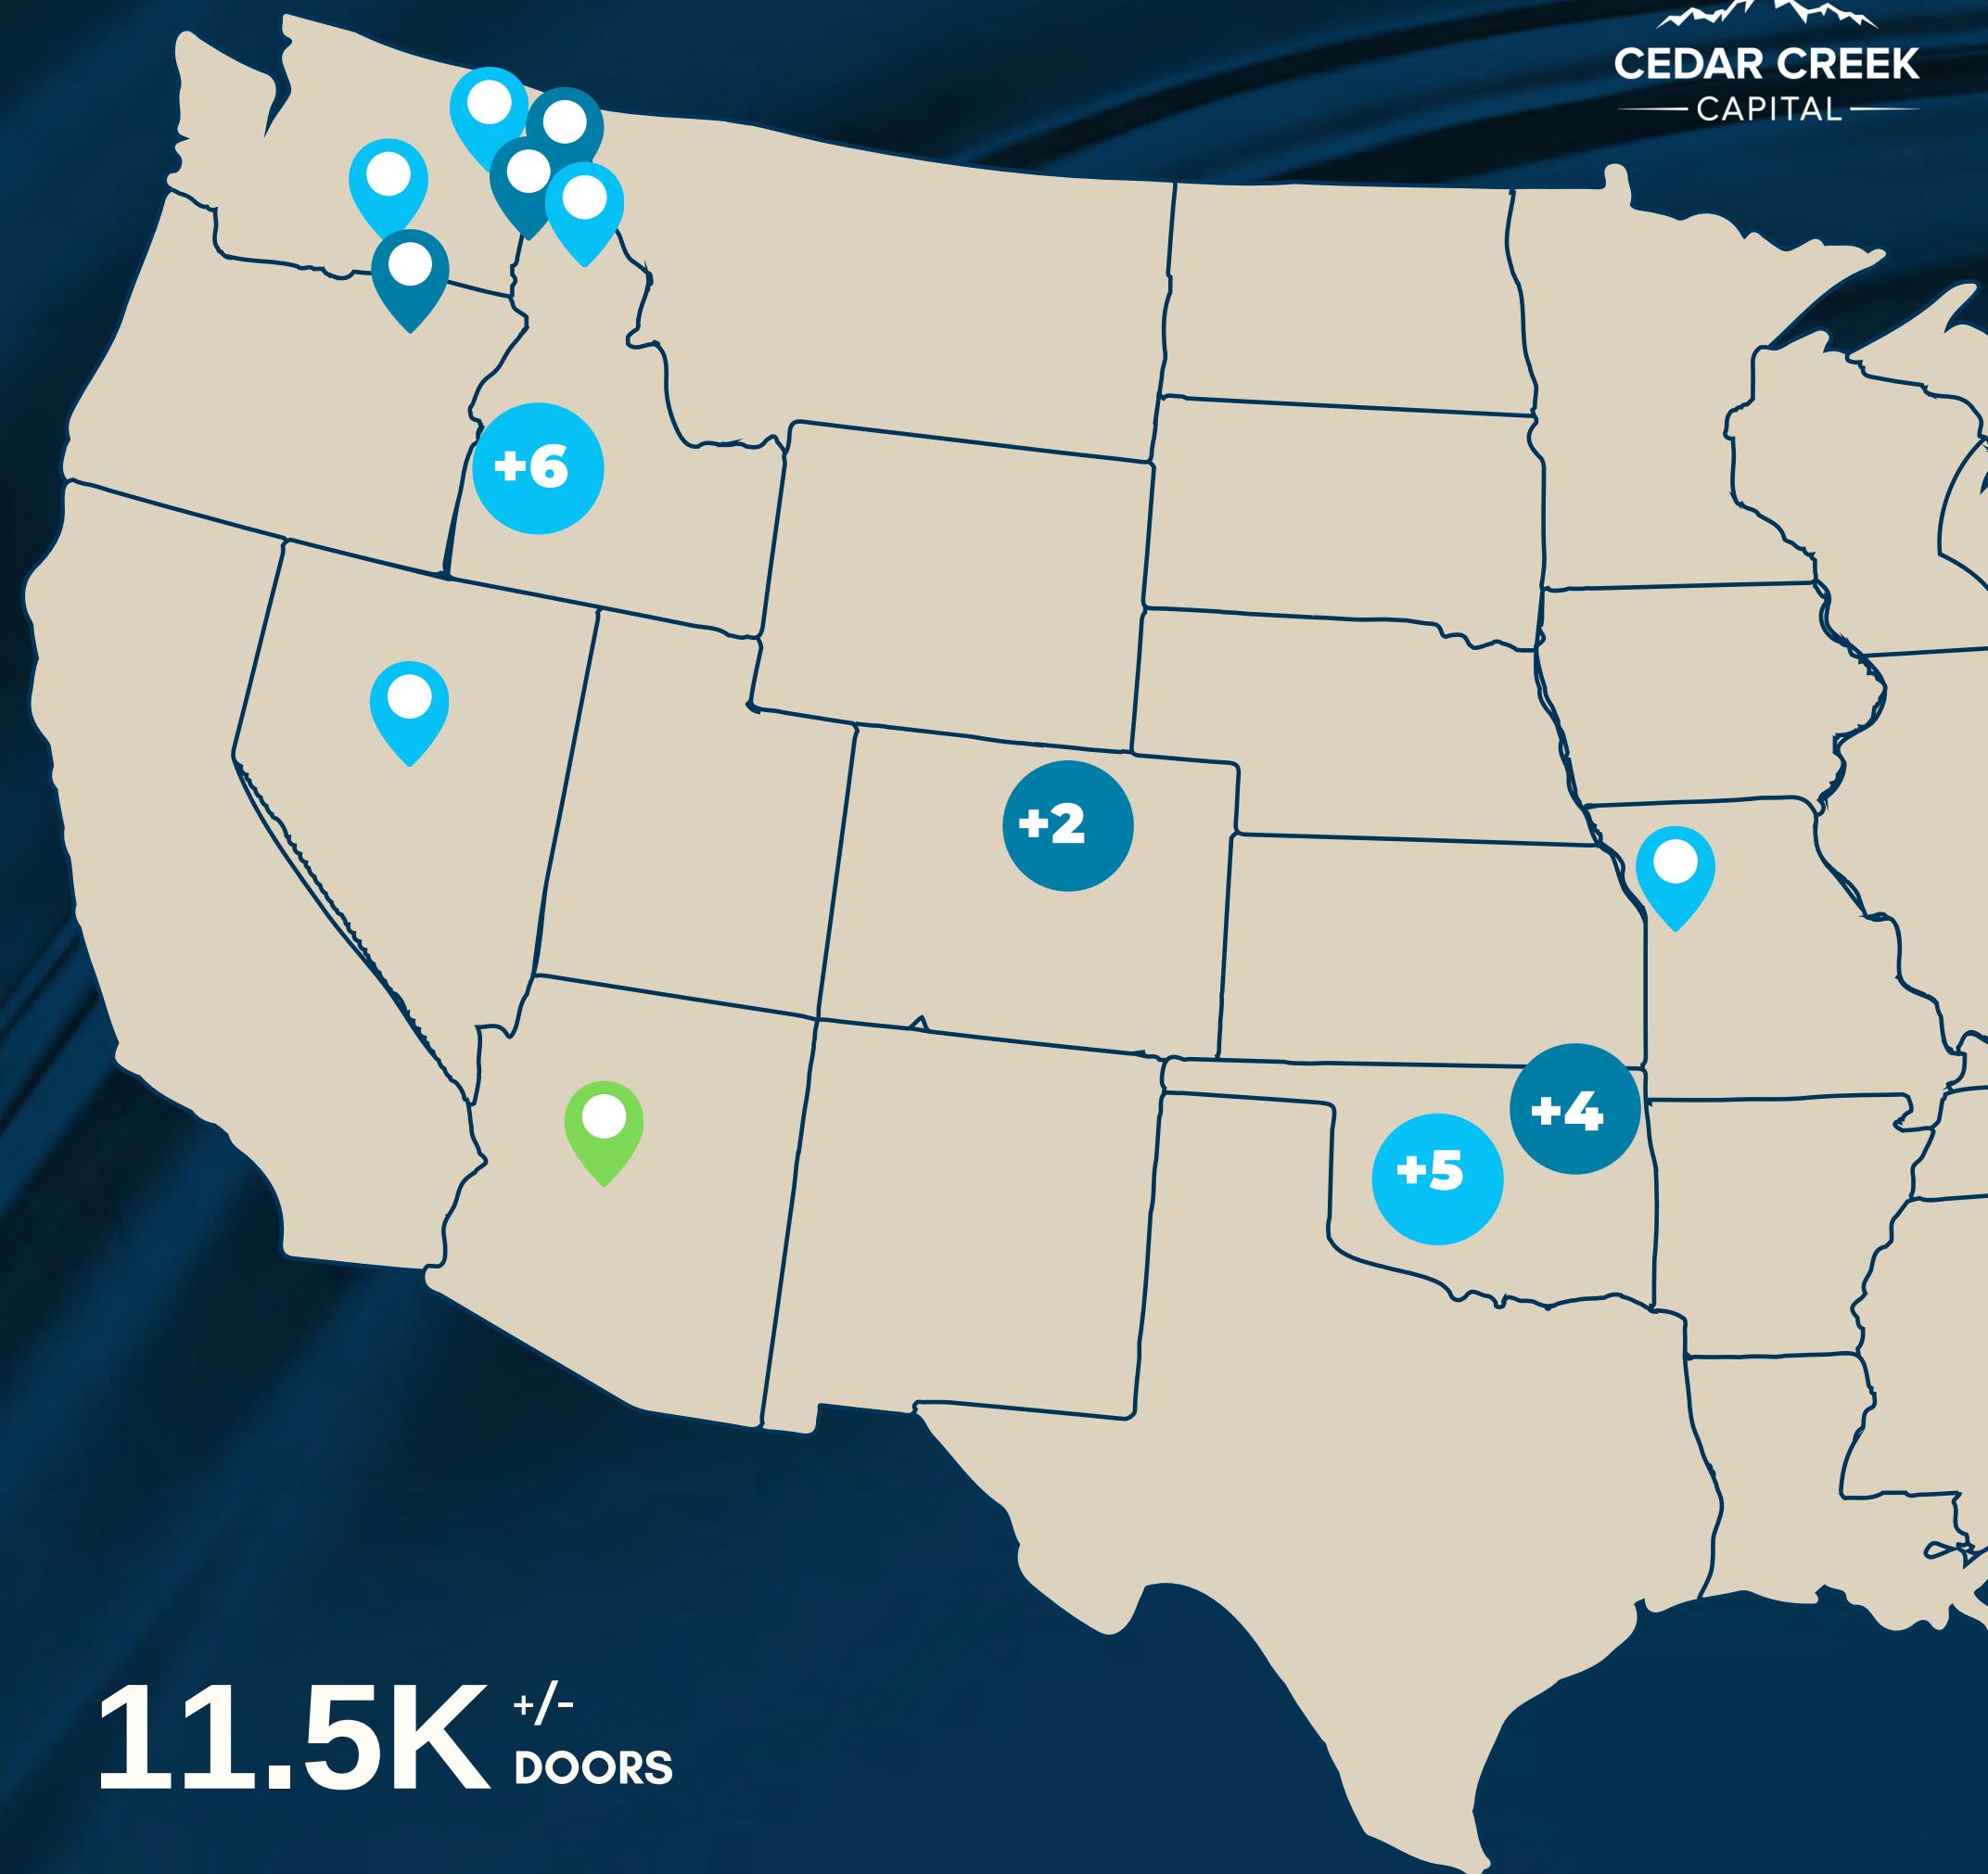 CEDAR CREEK
CAPITAL
+6
+2
+4
+5
11.5K +/-
DOORS